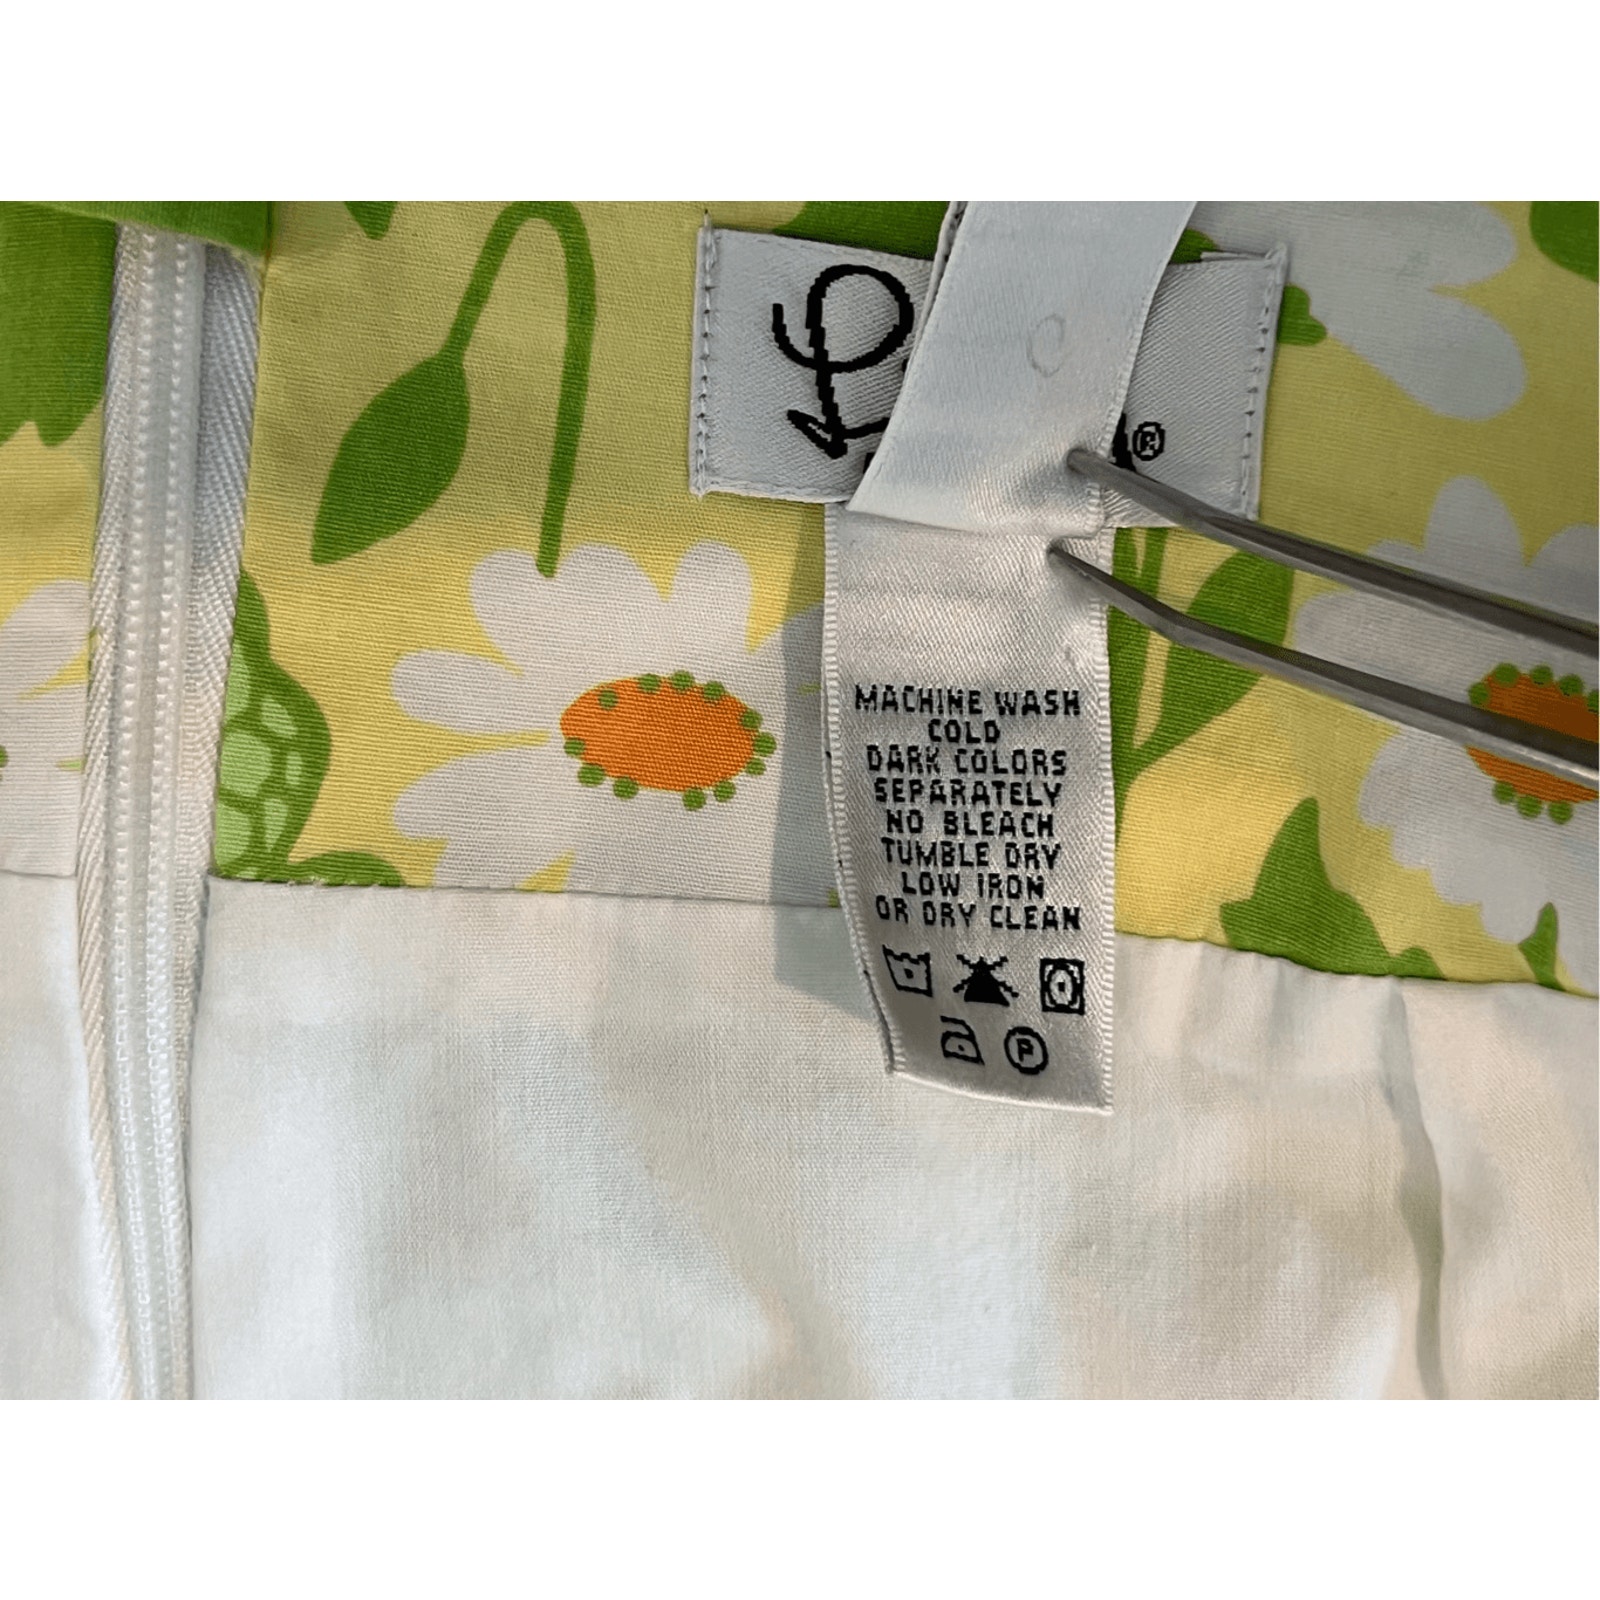 ®
MACHINE WASH
COLD
DARK COLORS
SEPARATELY
NO BLEACH
TUMBLE DRY
LOW IRON
OR DRY CLEAN
P